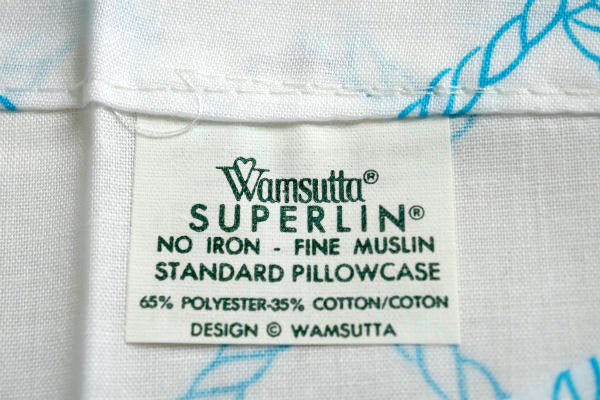 Wamsutta®
SUPERLIN®
NO IRON - FINE MUSLIN
STANDARD PILLOWCASE
65% POLYESTER-35% COTTON/COTON
DESIGN © WAMSUTTA